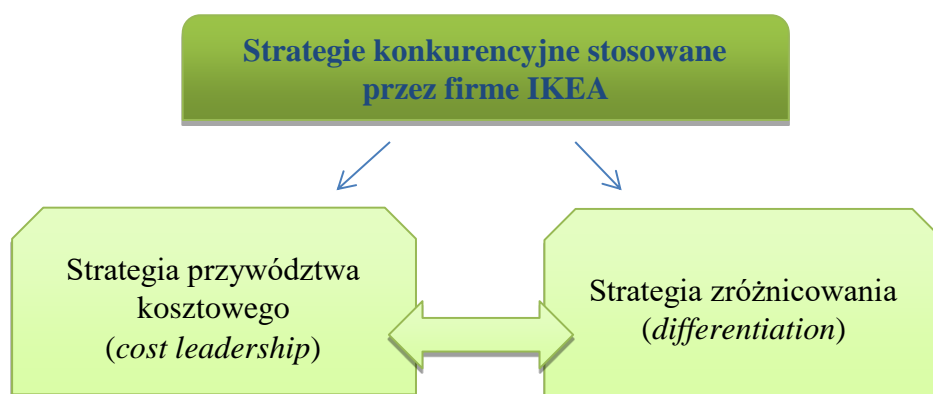 Strategie konkurencyjne stosowane
przez firme IKEA
Strategia przywództwa
kosztowego
(cost leadership)
Strategia zróżnicowania
(differentiation)